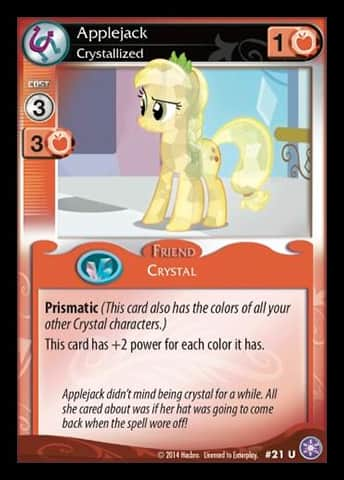 Applejack
Crystallized
1
COST
3
3
FRIEND
CRYSTAL
Prismatic (This card also has the colors of all your
other Crystal characters.)
This card has +2 power for each color it has.
Applejack didn't mind being crystal for a while. All
she cared about was if her hat was going to come
back when the spell wore off!
© 2014 Hasbro. Licensed to Enterplay. #21 U